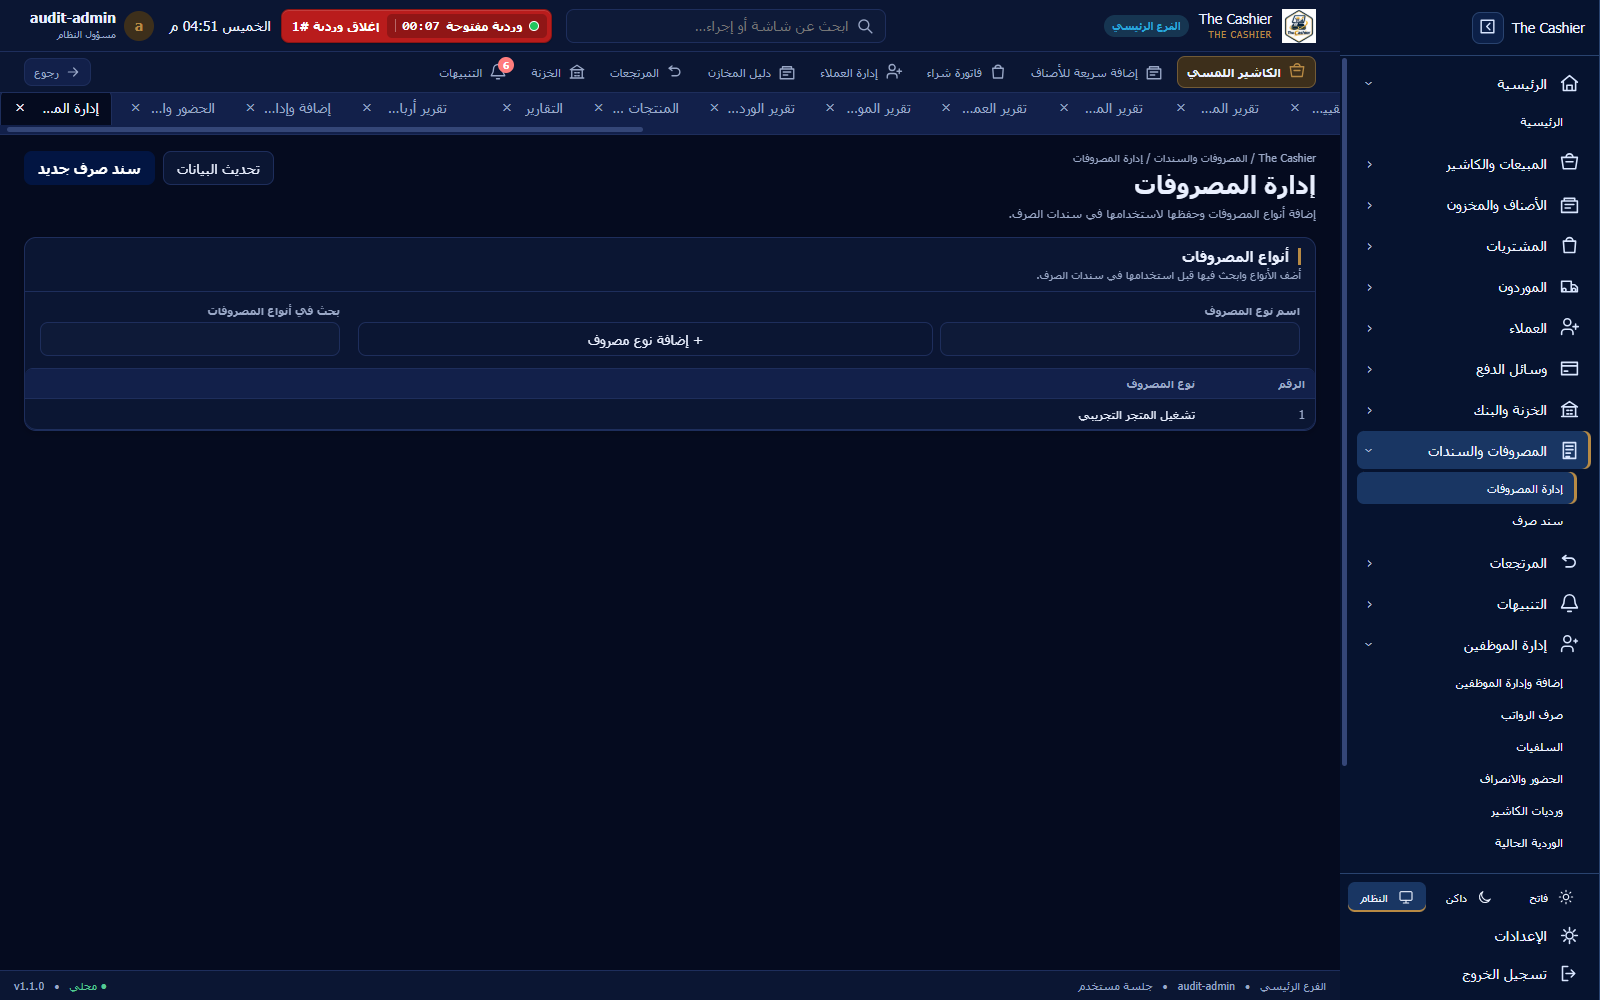 The Cashier
الرئيسية
الرئيسية
المبيعات والكاشير
الأصناف والمخزون
المشتريات
الموردون
العملاء
وسائل الدفع
الخزنة والبنك
المصروفات والسندات
إدارة المصروفات
سند صرف
المرتجعات
التنبيهات
إدارة الموظفين
إضافة وإدارة الموظفين
صرف الرواتب
السلفيات
الحضور والانصراف
ورديات الكاشير
الوردية الحالية
فاتح
داكن
النظام
الإعدادات
تسجيل الخروج
The Cashier
THE CASHIER
الفرع الرئيسي
ابحث عن شاشة أو إجراء...
وردية مفتوحة 00:07
إغلاق وردية #1
الخميس 04:51 م
a
audit-admin
مسؤول النظام
الكاشير اللمسي
إضافة سريعة للأصناف
فاتورة شراء
إدارة العملاء
دليل المخازن
المرتجعات
الخزنة
التنبيهات
6
رجوع
تقرير المـ...
تقرير المـ...
تقرير العمـ...
تقرير المو...
تقرير الورد...
المنتجات ...
التقارير
تقرير أربا...
إضافة وإدا...
الحضور وا...
إدارة المـ...
The Cashier / المصروفات والسندات / إدارة المصروفات
إدارة المصروفات
إضافة أنواع المصروفات وحفظها لاستخدامها في سندات الصرف.
تحديث البيانات
سند صرف جديد
أنواع المصروفات
أضف الأنواع وابحث فيها قبل استخدامها في سندات الصرف.
اسم نوع المصروف
+ إضافة نوع مصروف
بحث في أنواع المصروفات
الرقم
نوع المصروف
1
تشغيل المتجر التجريبي
الفرع الرئيسي • audit-admin • جلسة مستخدم
محلي • v1.1.0